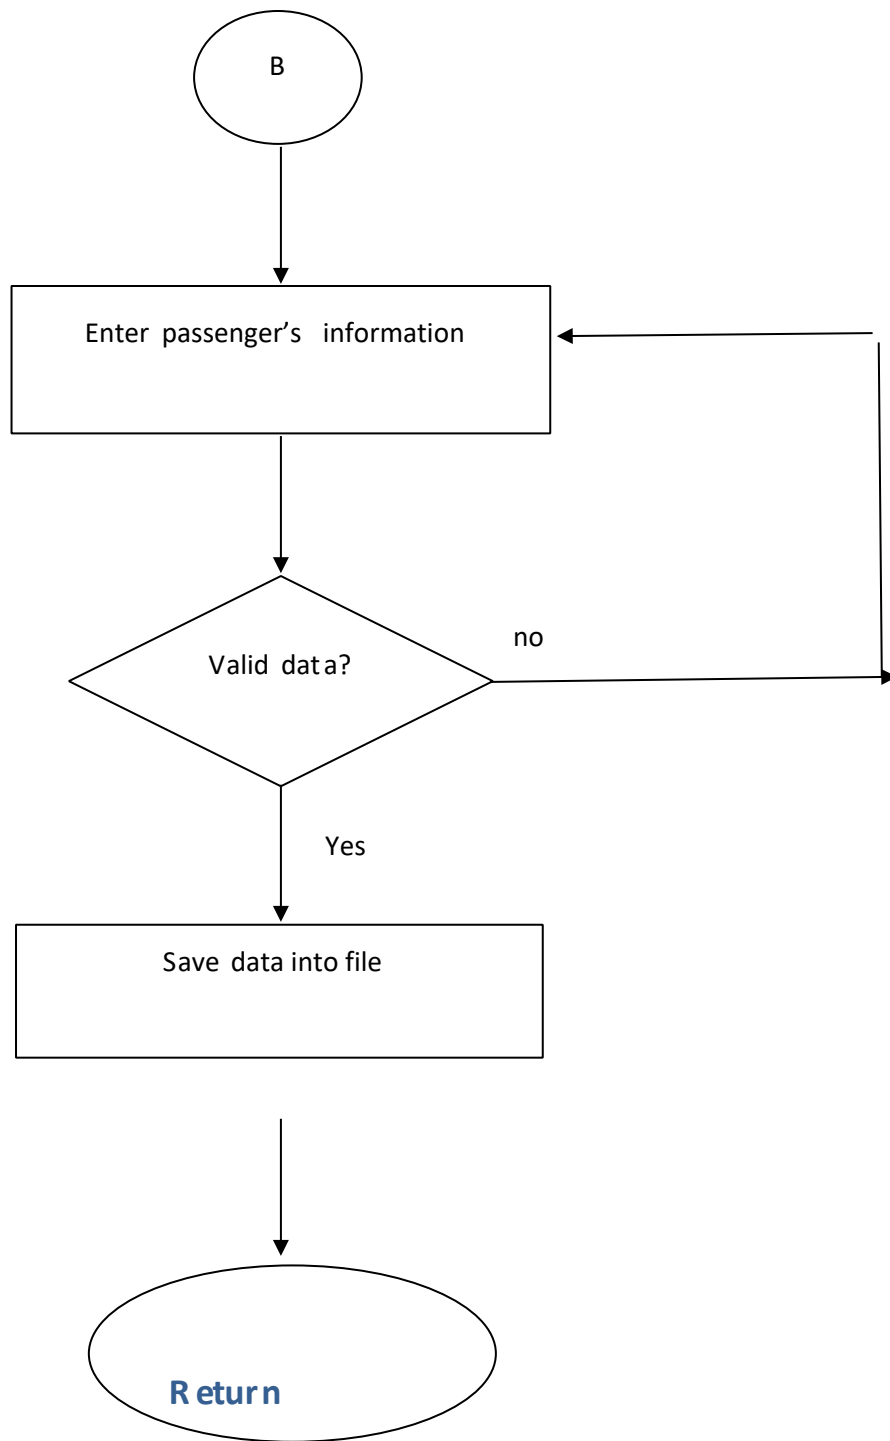 B
Enter passenger’s information
no
Valid data?
Yes
Save data into file
Return